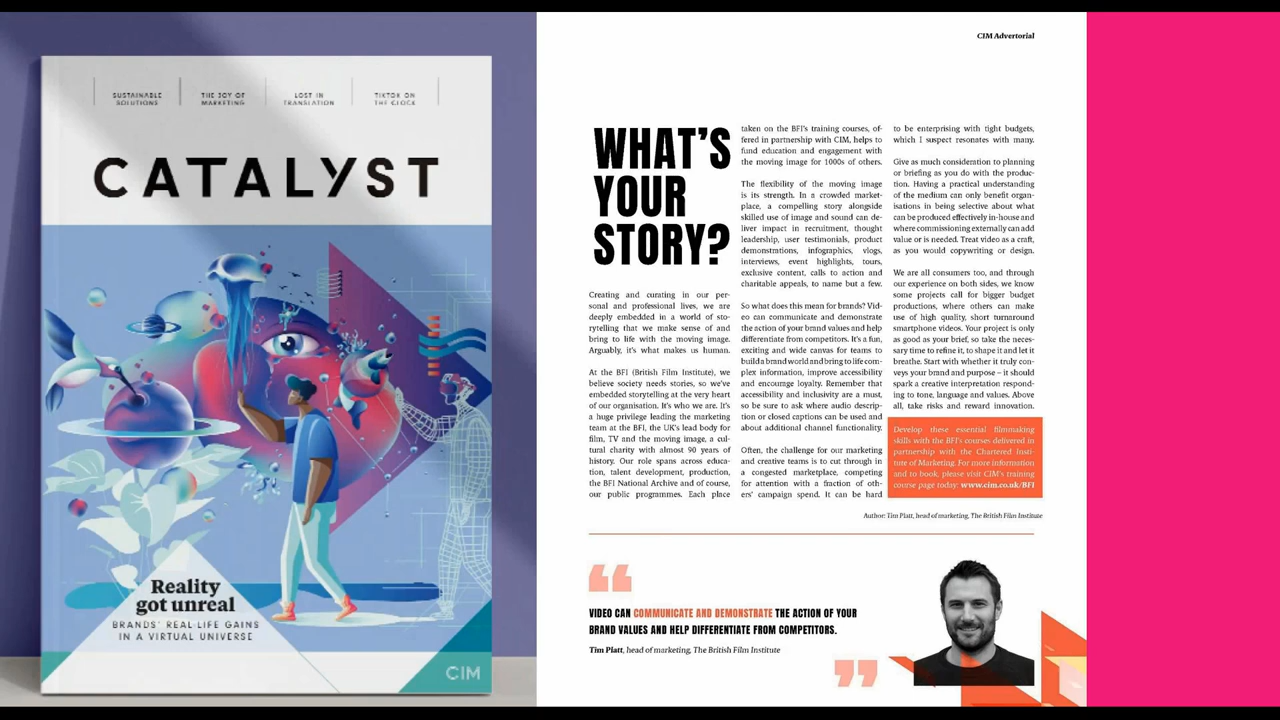 SUSTAINABLE
SOLUTIONS
THE JOY OF
MARKETING
LOST IN
TRANSLATION
TIKTOK ON
THE CLOCK
CATALYST
Reality
got unreal
BRANDS' REAL-LIFE GAINS
IN A VIRTUAL UNIVERSE
CIM
CIM Advertorial
WHAT'S
YOUR
STORY?
Creating and curating in our per-
sonal and professional lives, we are
deeply embedded in a world of sto-
rytelling that we make sense of and
bring to life with the moving image.
Arguably, it's what makes us human.
At the BFI (British Film Institute), we
believe society needs stories, so we've
embedded storytelling at the very heart
of our organisation. It's who we are. It's
a huge privilege leading the marketing
team at the BFI, the UK's lead body for
film, TV and the moving image, a cul-
tural charity with almost 90 years of
history. Our role spans across educa-
tion, talent development, production,
the BFI National Archive and of course,
our public programmes. Each place
taken on the BFI's training courses, of-
fered in partnership with CIM, helps to
fund education and engagement with
the moving image for 1000s of others.
The flexibility of the moving image
is its strength. In a crowded market-
place, a compelling story alongside
skilled use of image and sound can de-
liver impact in recruitment, thought
leadership, user testimonials, product
demonstrations, infographics, vlogs,
interviews, event highlights, tours,
exclusive content, calls to action and
charitable appeals, to name but a few.
So what does this mean for brands? Vid-
eo can communicate and demonstrate
the action of your brand values and help
differentiate from competitors. It's a fun,
exciting and wide canvas for teams to
build a brand world and bring to life com-
plex information, improve accessibility
and encourage loyalty. Remember that
accessibility and inclusivity are a must,
so be sure to ask where audio descrip-
tion or closed captions can be used and
about additional channel functionality.
Often, the challenge for our marketing
and creative teams is to cut through in
a congested marketplace, competing
for attention with a fraction of oth-
ers' campaign spend. It can be hard
to be enterprising with tight budgets,
which I suspect resonates with many.
Give as much consideration to planning
or briefing as you do with the produc-
tion. Having a practical understanding
of the medium can only benefit organ-
isations in being selective about what
can be produced effectively in-house and
where commissioning externally can add
value or is needed. Treat video as a craft,
as you would copywriting or design.
We are all consumers too, and through
our experience on both sides, we know
some projects call for bigger budget
productions, where others can make
use of high quality, short turnaround
smartphone videos. Your project is only
as good as your brief, so take the neces-
sary time to refine it, to shape it and let it
breathe. Start with whether it truly con-
veys your brand and purpose – it should
spark a creative interpretation respond-
ing to tone, language and values. Above
all, take risks and reward innovation.
Develop these essential filmmaking
skills with the BFI's courses delivered in
partnership with the Chartered Insti-
tute of Marketing. For more information
and to book, please visit CIM's training
course page today: www.cim.co.uk/BFI
Author: Tim Platt, head of marketing, The British Film Institute
VIDEO CAN COMMUNICATE AND DEMONSTRATE THE ACTION OF YOUR
BRAND VALUES AND HELP DIFFERENTIATE FROM COMPETITORS.
Tim Platt, head of marketing, The British Film Institute